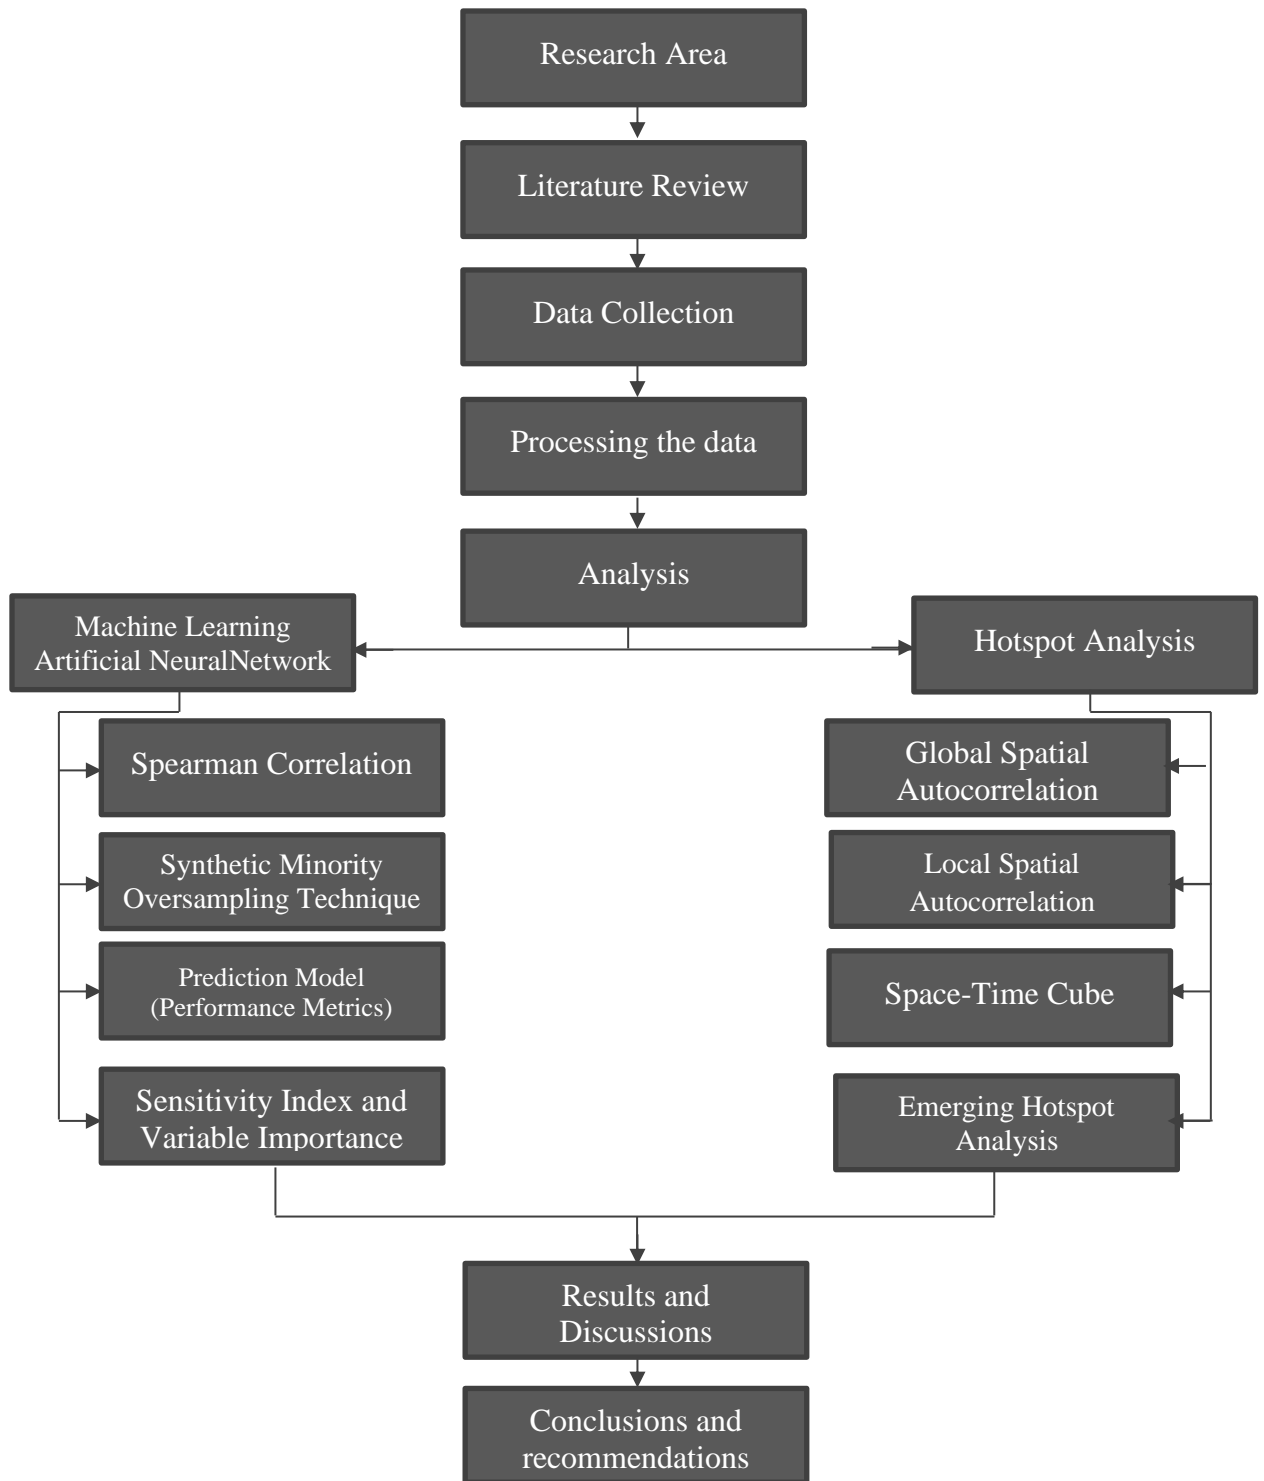 Research Area
Literature Review
Data Collection
Processing the data
Analysis
Machine Learning
Artificial NeuralNetwork
Spearman Correlation
Synthetic Minority
Oversampling Technique
Prediction Model
(Performance Metrics)
Sensitivity Index and
Variable Importance
Hotspot Analysis
Global Spatial
Autocorrelation
Local Spatial
Autocorrelation
Space-Time Cube
Emerging Hotspot
Analysis
Results and
Discussions
Conclusions and
recommendations